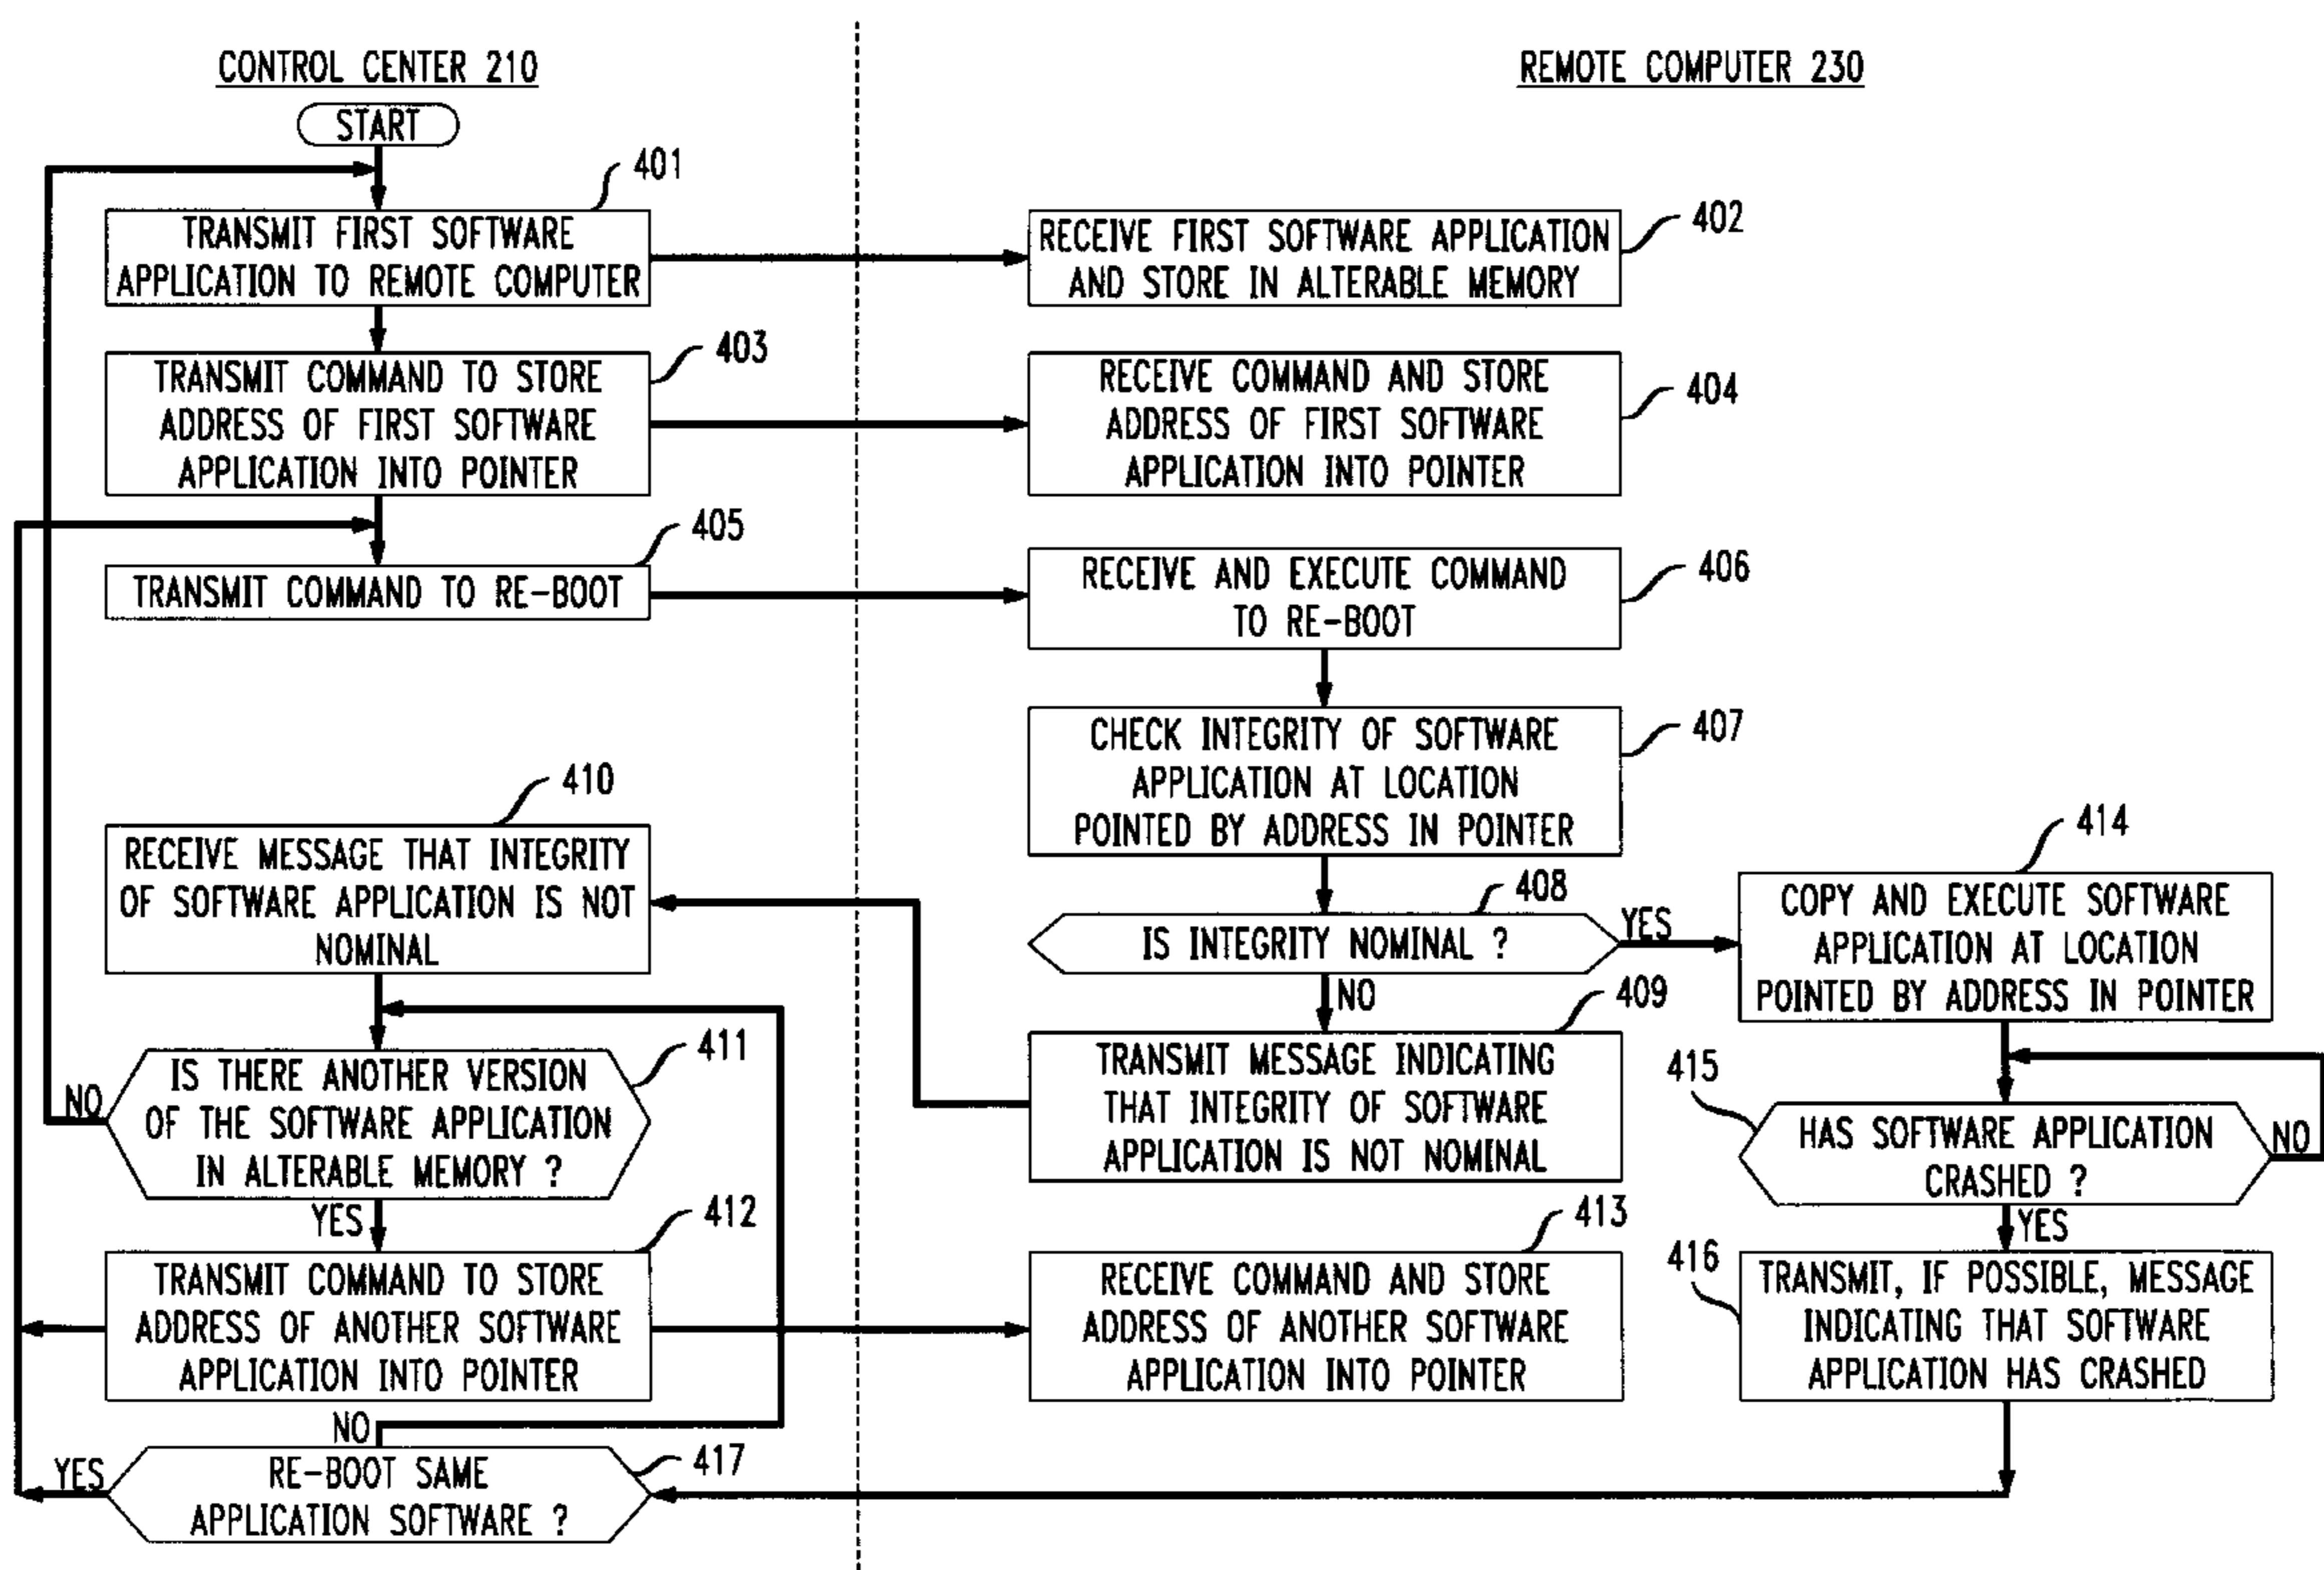 CONTROL CENTER 210
REMOTE COMPUTER 230
START
401
TRANSMIT FIRST SOFTWARE
APPLICATION TO REMOTE COMPUTER
402
RECEIVE FIRST SOFTWARE APPLICATION
AND STORE IN ALTERABLE MEMORY
403
TRANSMIT COMMAND TO STORE
ADDRESS OF FIRST SOFTWARE
APPLICATION INTO POINTER
404
RECEIVE COMMAND AND STORE
ADDRESS OF FIRST SOFTWARE
APPLICATION INTO POINTER
405
TRANSMIT COMMAND TO RE-BOOT
406
RECEIVE AND EXECUTE COMMAND
TO RE-BOOT
407
CHECK INTEGRITY OF SOFTWARE
APPLICATION AT LOCATION
POINTED BY ADDRESS IN POINTER
408
IS INTEGRITY NOMINAL ?
YES
NO
409
TRANSMIT MESSAGE INDICATING
THAT INTEGRITY OF SOFTWARE
APPLICATION IS NOT NOMINAL
410
RECEIVE MESSAGE THAT INTEGRITY
OF SOFTWARE APPLICATION IS NOT
NOMINAL
411
IS THERE ANOTHER VERSION
OF THE SOFTWARE APPLICATION
IN ALTERABLE MEMORY ?
NO
YES
412
TRANSMIT COMMAND TO STORE
ADDRESS OF ANOTHER SOFTWARE
APPLICATION INTO POINTER
413
RECEIVE COMMAND AND STORE
ADDRESS OF ANOTHER SOFTWARE
APPLICATION INTO POINTER
414
COPY AND EXECUTE SOFTWARE
APPLICATION AT LOCATION
POINTED BY ADDRESS IN POINTER
415
HAS SOFTWARE APPLICATION
CRASHED ?
NO
YES
416
TRANSMIT, IF POSSIBLE, MESSAGE
INDICATING THAT SOFTWARE
APPLICATION HAS CRASHED
417
RE-BOOT SAME
APPLICATION SOFTWARE ?
NO
YES